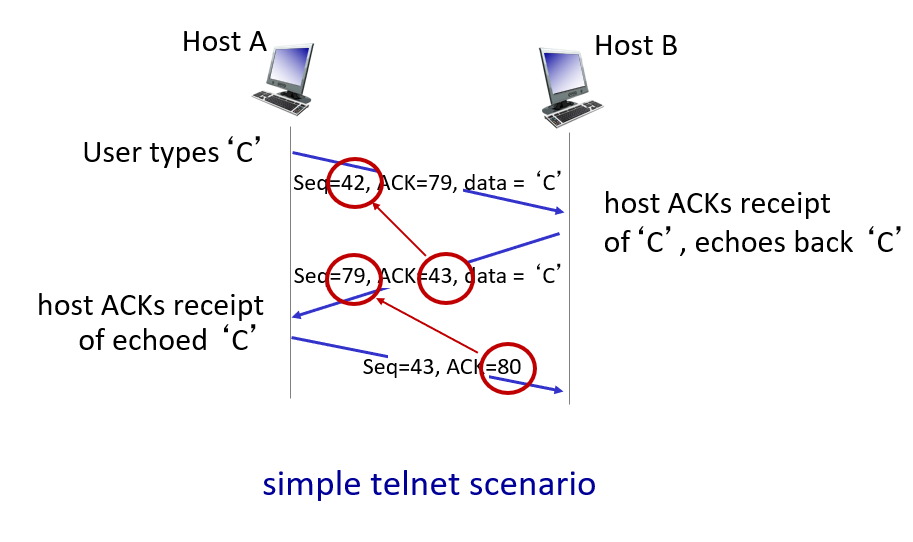 Host A
Host B
User types ‘C’
Seq=42, ACK=79, data = ‘C’
host ACKs receipt
of ‘C’, echoes back ‘C’
Seq=79, ACK=43, data = ‘C’
host ACKs receipt
of echoed ‘C’
Seq=43, ACK=80
simple telnet scenario